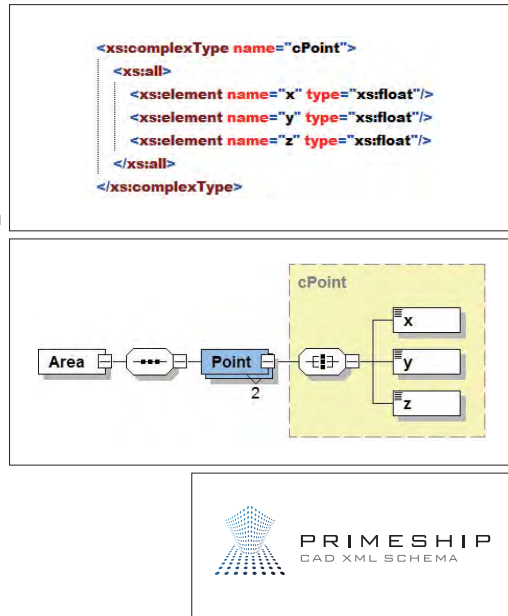 <xs:complexType name="cPoint">
<xs:all>
<xs:element name="x" type="xs:float"/>
<xs:element name="y" type="xs:float"/>
<xs:element name="z" type="xs:float"/>
</xs:all>
</xs:complexType>
cPoint
x
Area
Point
y
2
z
PRIMESHIP
CAD XML SCHEMA